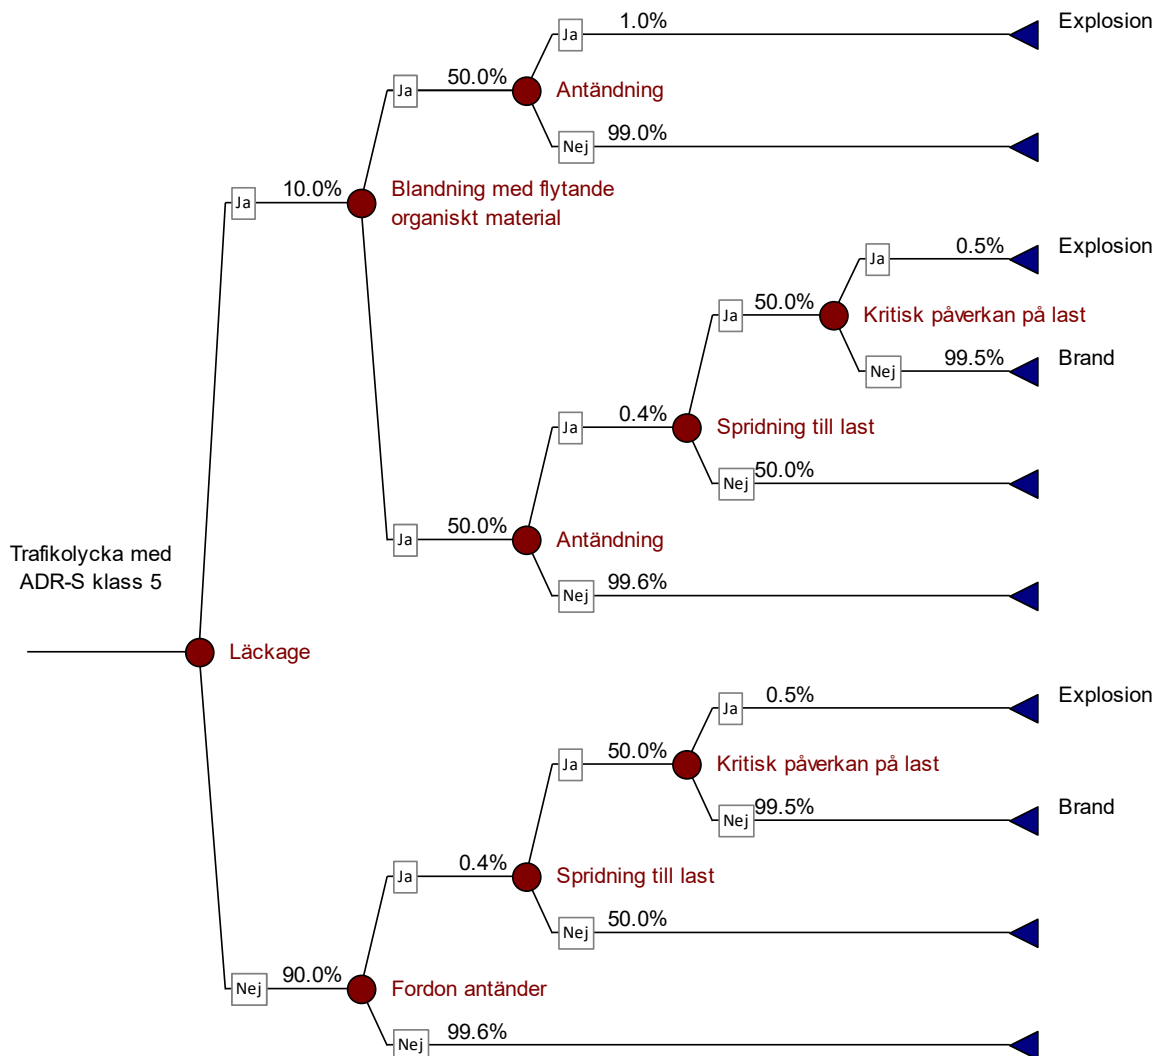 Ja
1.0%
Explosion
Ja
50.0%
Antändning
Nej
99.0%
Ja
10.0%
Blandning med flytande
organiskt material
Ja
0.5%
Explosion
Ja
50.0%
Kritisk påverkan på last
Nej
99.5%
Brand
Ja
0.4%
Spridning till last
Nej
50.0%
Ja
50.0%
Antändning
Nej
99.6%
Trafikolycka med
ADR-S klass 5
Läckage
Ja
0.5%
Explosion
Ja
50.0%
Kritisk påverkan på last
Nej
99.5%
Brand
Ja
0.4%
Spridning till last
Nej
50.0%
Nej
90.0%
Fordon antänder
Nej
99.6%